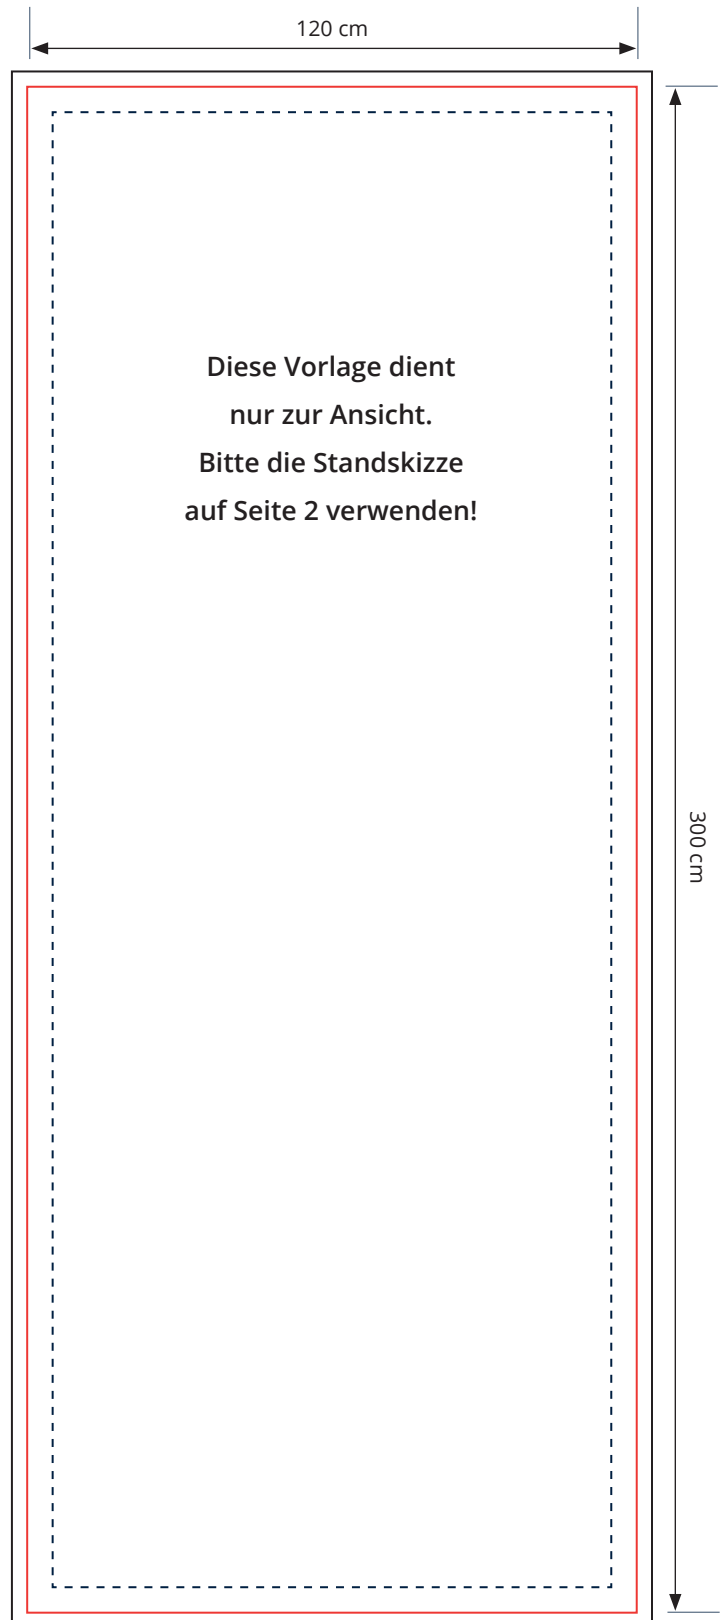 120 cm
Diese Vorlage dient
nur zur Ansicht.
Bitte die Standskizze
auf Seite 2 verwenden!
300 cm